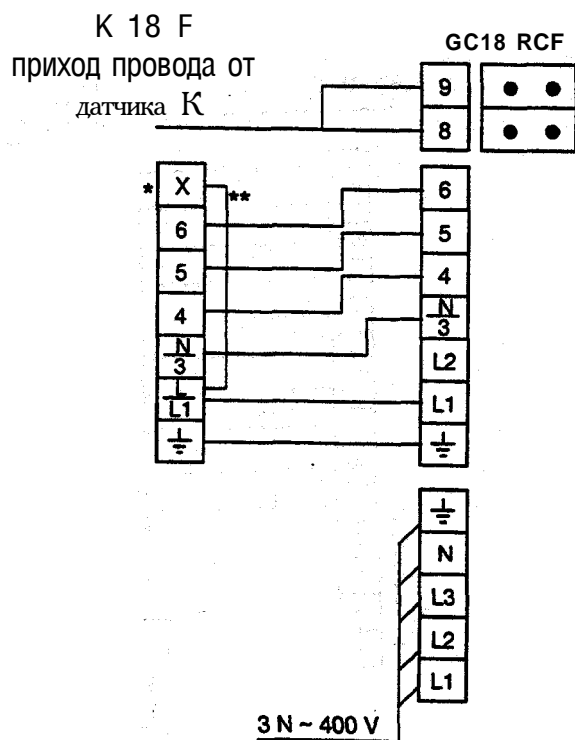 K 18 F
приход провода от
датчика К
GC18 RCF
9
8
* X **
6
5
4
N
3
L
L1
6
5
4
N
3
L2
L1
N
L3
L2
L1
3 N ~ 400 V